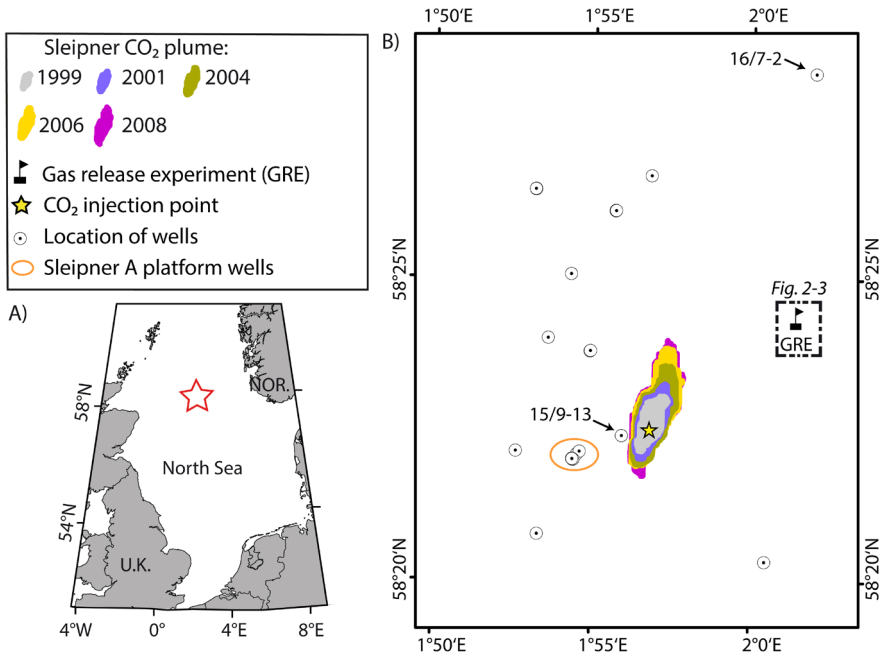 Sleipner CO₂ plume:
1999 2001 2004
2006 2008
Gas release experiment (GRE)
CO₂ injection point
Location of wells
Sleipner A platform wells
A)
NOR.
North Sea
U.K.
58°N
54°N
4°W 0° 4°E 8°E
B)
1°50′E 1°55′E 2°0′E
16/7-2
58°25′N
58°25′N
Fig. 2-3
GRE
15/9-13
58°20′N
58°20′N
1°50′E 1°55′E 2°0′E